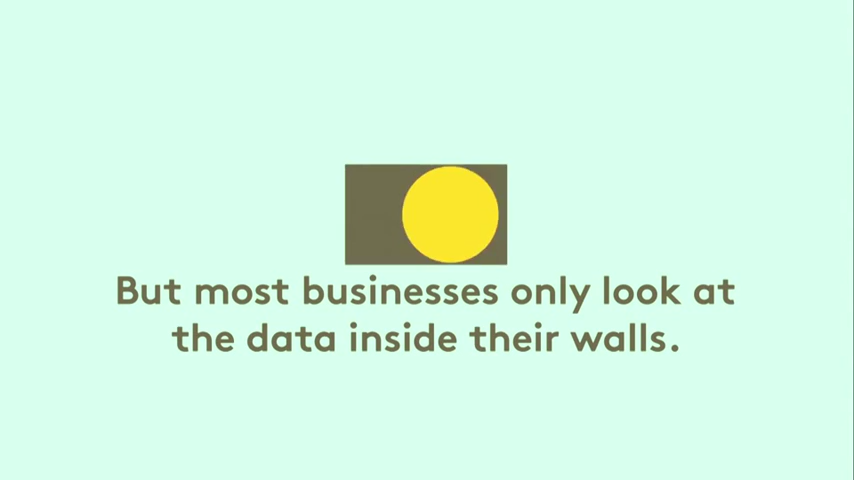 But most businesses only look at
the data inside their walls.